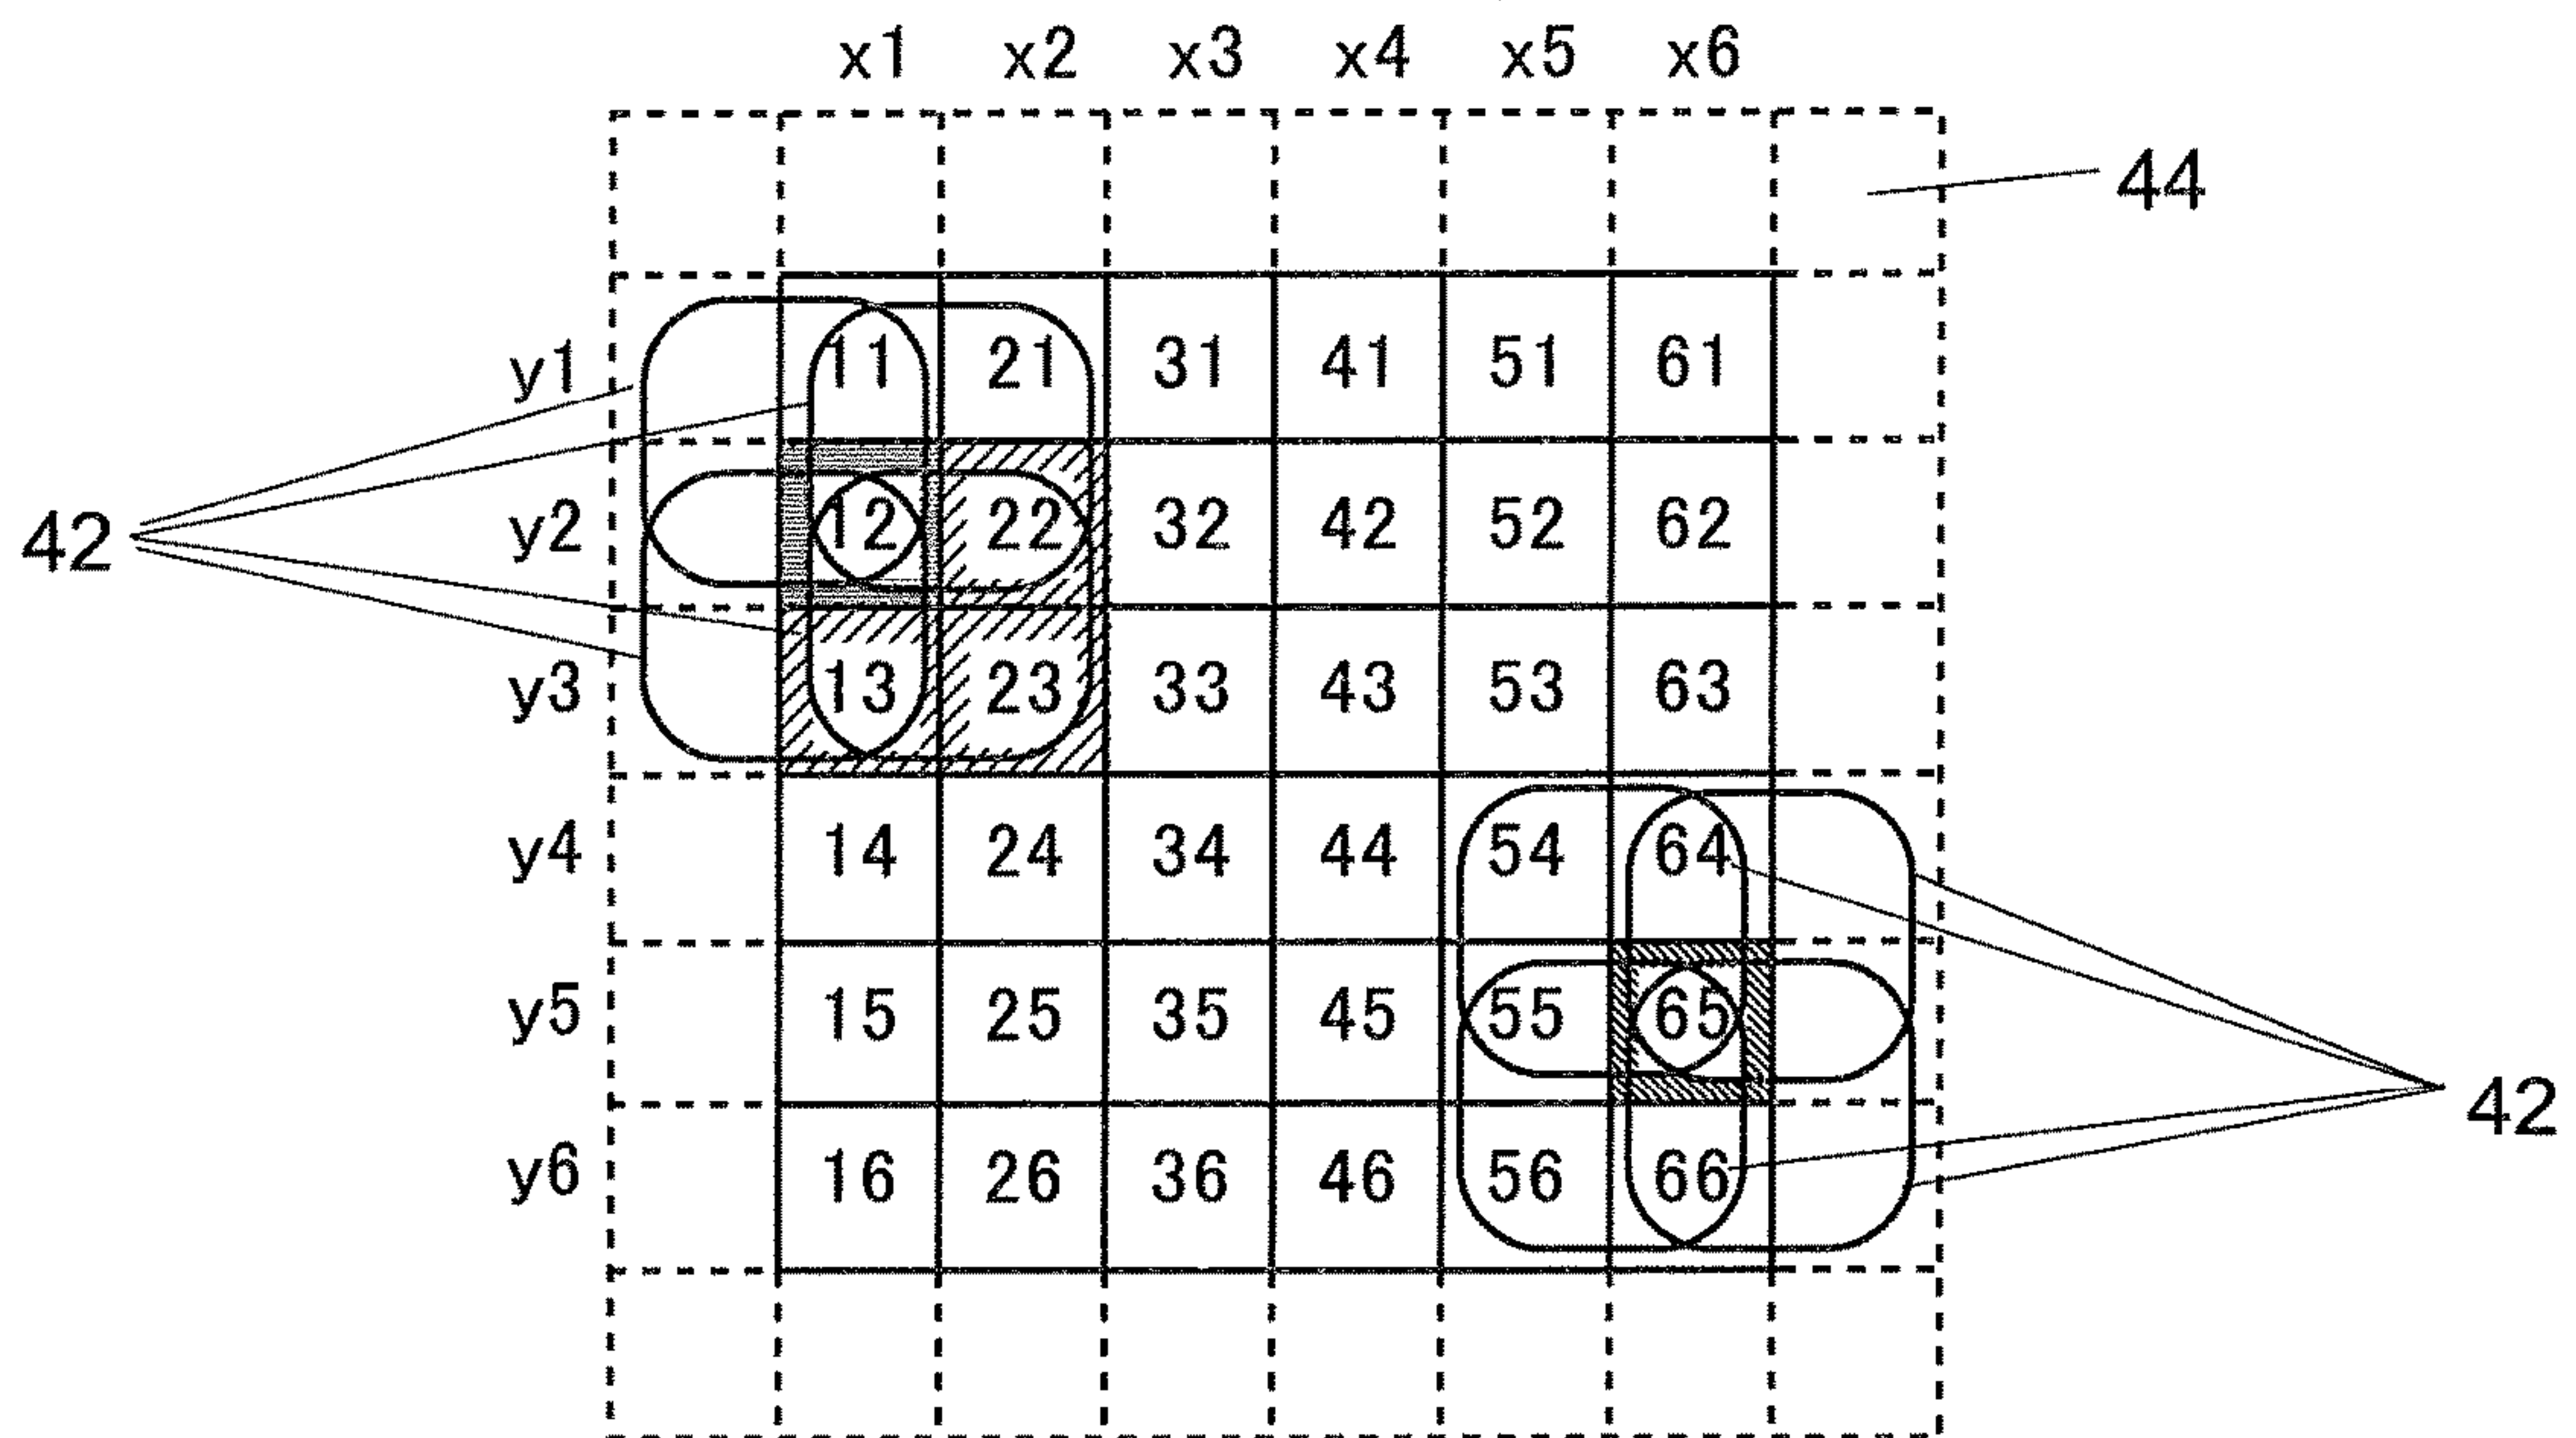 x1 x2 x3 x4 x5 x6
44
y1 11 21 31 41 51 61
42 y2 12 22 32 42 52 62
y3 13 23 33 43 53 63
y4 14 24 34 44 54 64
y5 15 25 35 45 55 65
42
y6 16 26 36 46 56 66